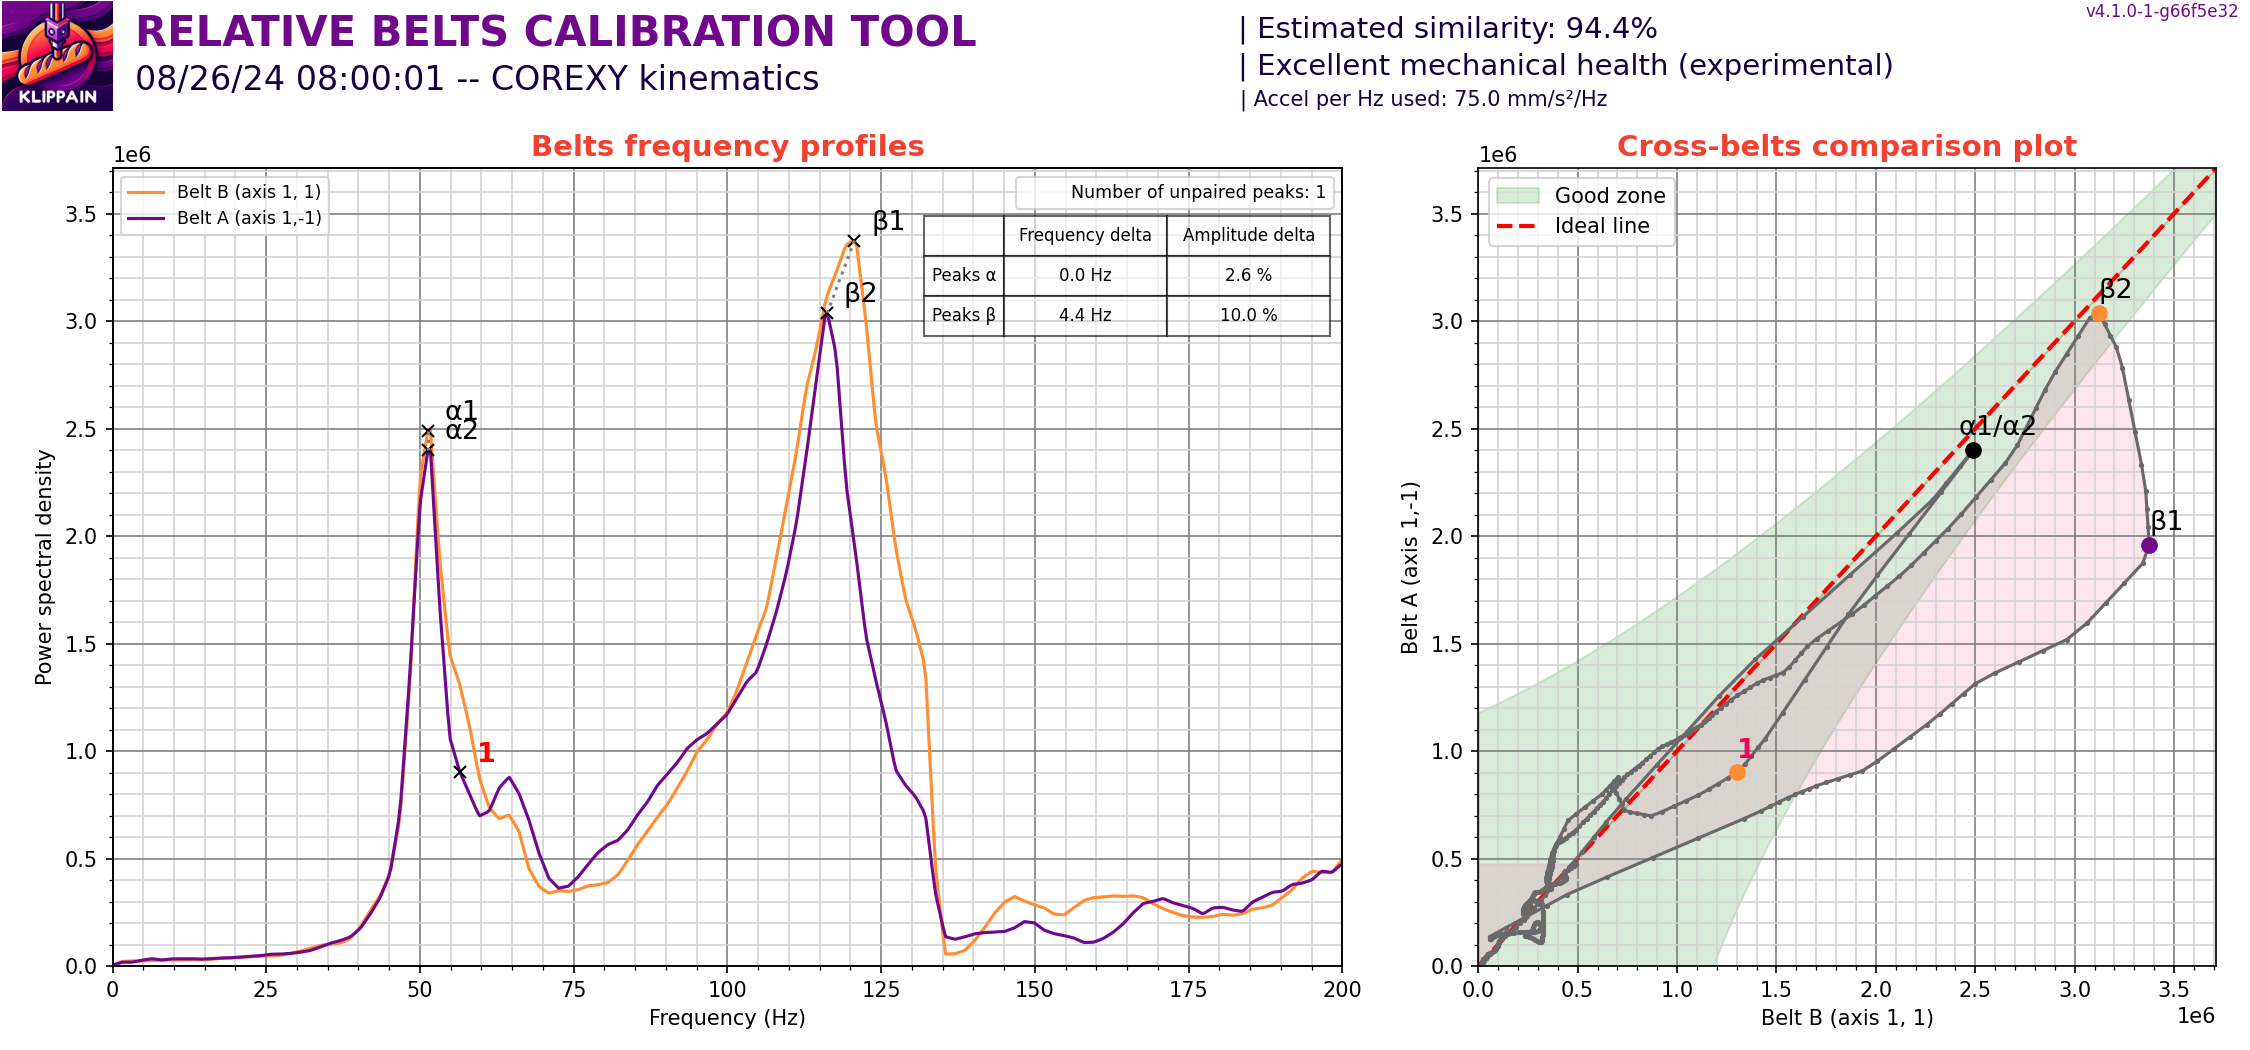 KLIPPAIN
RELATIVE BELTS CALIBRATION TOOL
08/26/24 08:00:01 -- COREXY kinematics
| Estimated similarity: 94.4%
| Excellent mechanical health (experimental)
| Accel per Hz used: 75.0 mm/s²/Hz
v4.1.0-1-g66f5e32
Belts frequency profiles
1e6
Belt B (axis 1, 1)
Belt A (axis 1,-1)
Number of unpaired peaks: 1
Frequency delta Amplitude delta
Peaks α 0.0 Hz 2.6 %
Peaks β 4.4 Hz 10.0 %
β1
β2
α1
α2
1
3.5
3.0
2.5
2.0
1.5
1.0
0.5
0.0
Power spectral density
0 25 50 75 100 125 150 175 200
Frequency (Hz)
Cross-belts comparison plot
1e6
Good zone
Ideal line
β2
α1/α2
β1
1
3.5
3.0
2.5
2.0
1.5
1.0
0.5
0.0
Belt A (axis 1,-1)
0.0 0.5 1.0 1.5 2.0 2.5 3.0 3.5
Belt B (axis 1, 1)
1e6